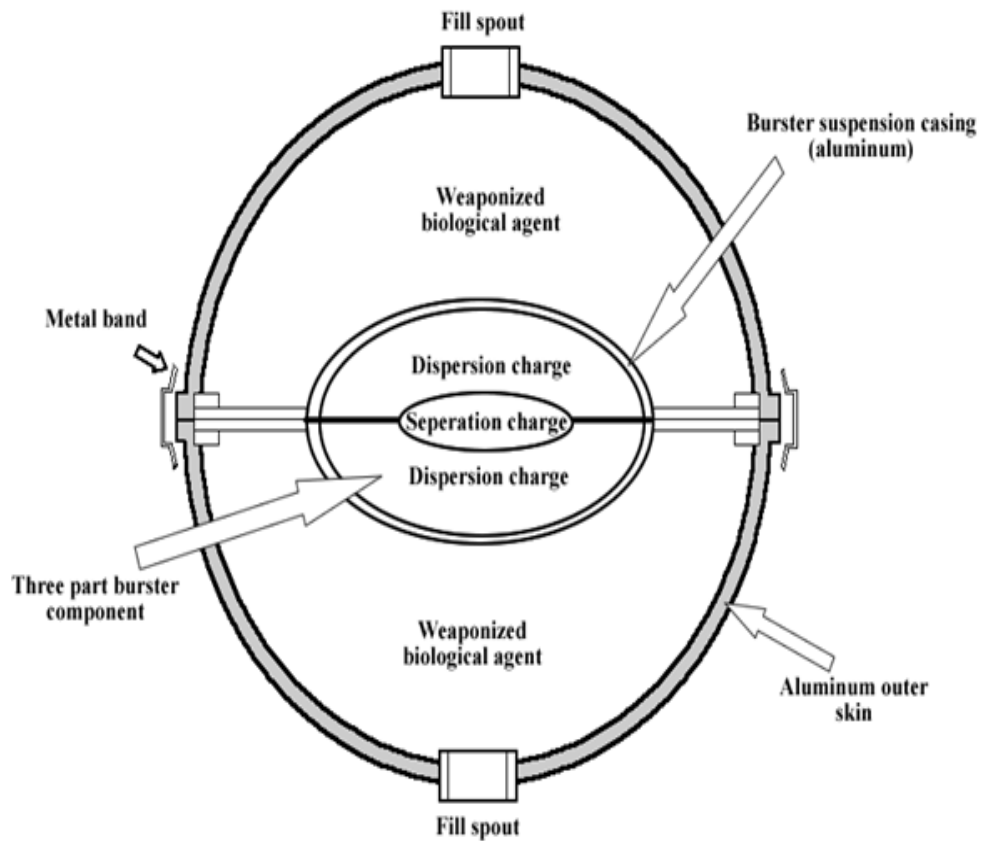 Fill spout
Burster suspension casing
(aluminum)
Weaponized
biological agent
Metal band
Dispersion charge
Seperation charge
Dispersion charge
Three part burster
component
Weaponized
biological agent
Aluminum outer
skin
Fill spout